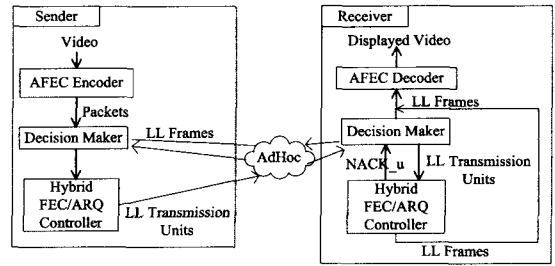 Sender
Video
AFEC Encoder
Packets
Decision Maker
LL Frames
Hybrid
FEC/ARQ
Controller
LL Transmission
Units
AdHoc
Receiver
Displayed Video
AFEC Decoder
LL Frames
Decision Maker
NACK_u
LL Transmission
Units
Hybrid
FEC/ARQ
Controller
LL Frames